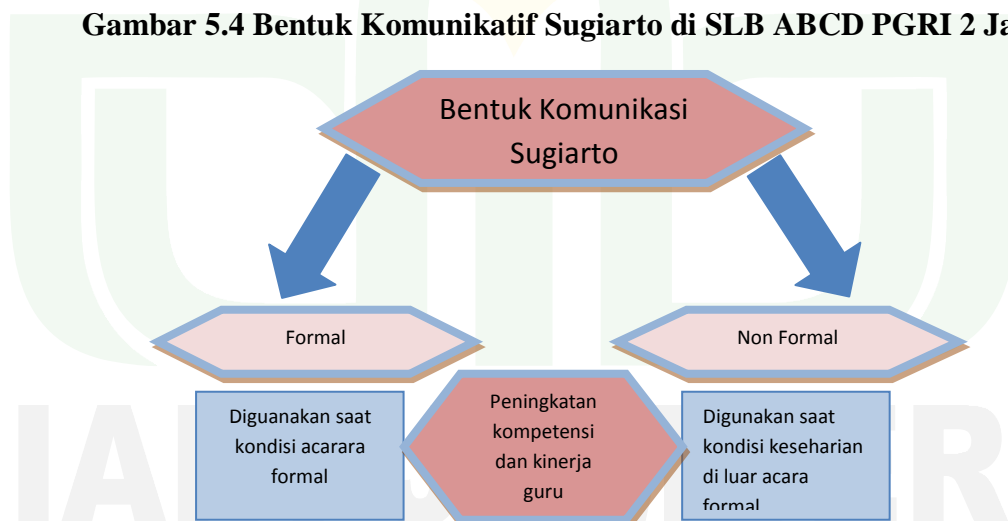 Gambar 5.4 Bentuk Komunikatif Sugiarto di SLB ABCD PGRI 2 Ja
Bentuk Komunikasi
Sugiarto
Formal
Non Formal
Diguanakan saat
kondisi acarara
formal
Peningkatan
kompetensi
dan kinerja
guru
Digunakan saat
kondisi keseharian
di luar acara
formal